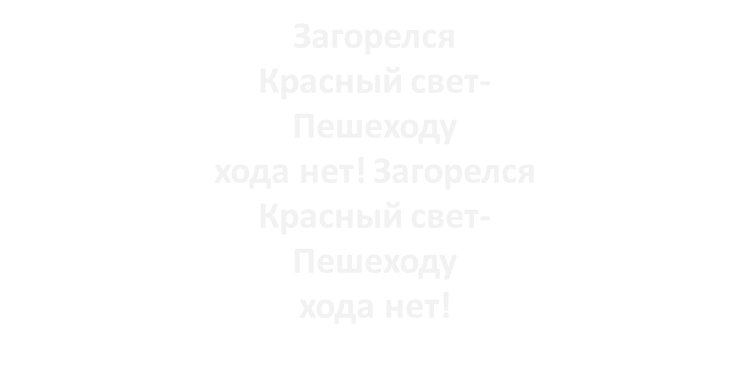 Загорелся
Красный свет-
Пешеходу
хода нет! Загорелся
Красный свет-
Пешеходу
хода нет!